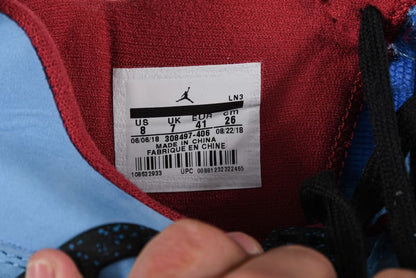 LN3
US UK EUR cm
8 7 41 26
06/06/18 308497-406 08/22/18
MADE IN CHINA
FABRIQUE EN CHINE
UPC